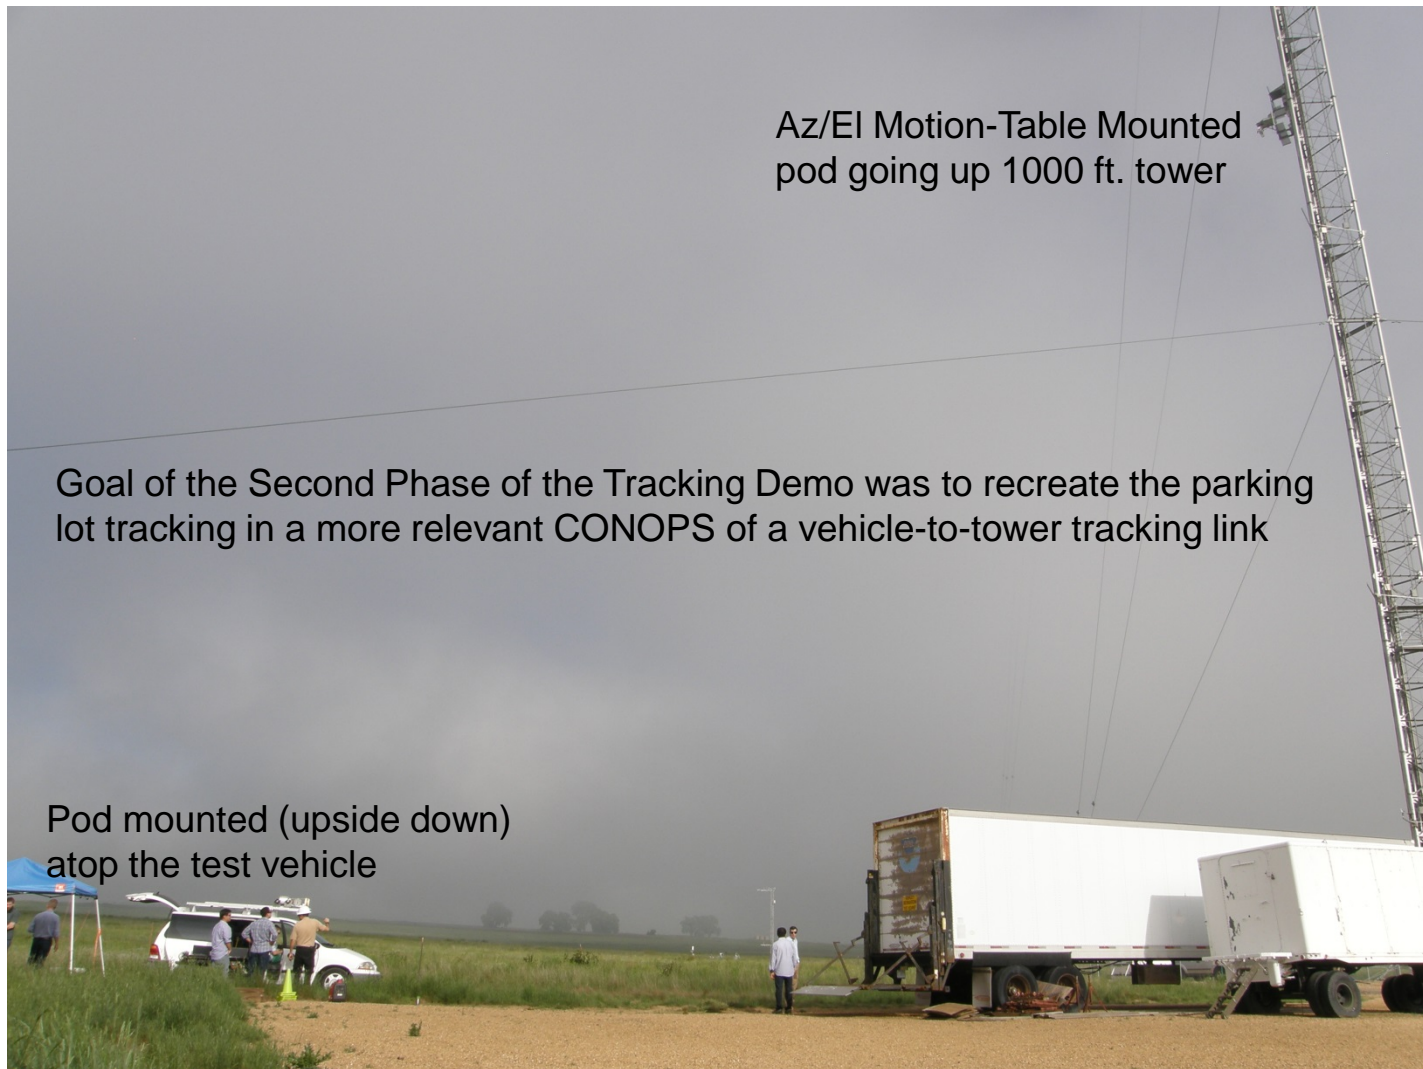 Az/El Motion-Table Mounted
pod going up 1000 ft. tower
Goal of the Second Phase of the Tracking Demo was to recreate the parking
lot tracking in a more relevant CONOPS of a vehicle-to-tower tracking link
Pod mounted (upside down)
atop the test vehicle